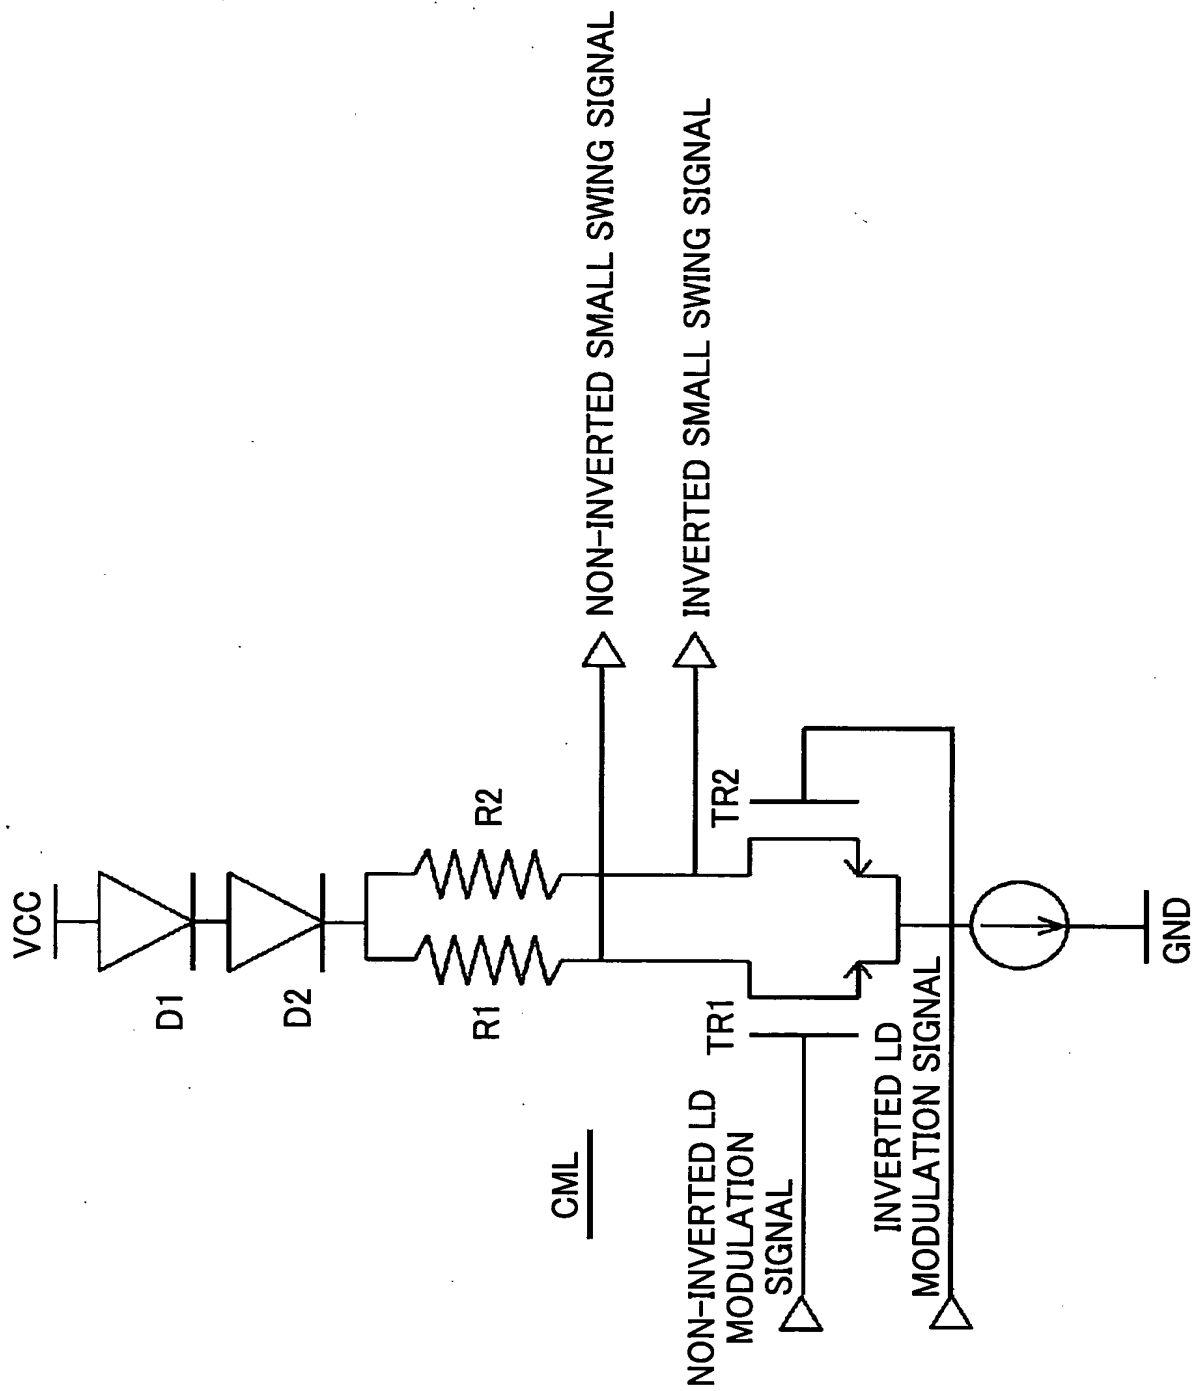 VCC
D1
D2
R1
R2
CML
NON-INVERTED SMALL SWING SIGNAL
INVERTED SMALL SWING SIGNAL
TR1
TR2
NON-INVERTED LD
MODULATION
SIGNAL
INVERTED LD
MODULATION SIGNAL
GND